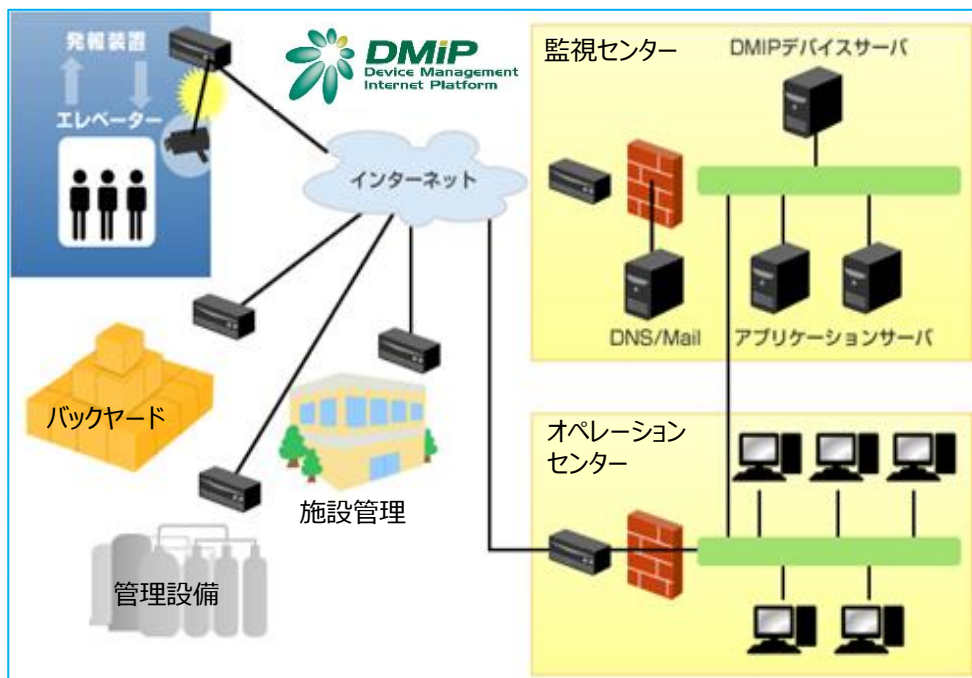 発報装置
エレベーター
DMiP
Device Management
Internet Platform
インターネット
監視センター
DMIPデバイスサーバ
DNS/Mail
アプリケーションサーバ
バックヤード
施設管理
管理設備
オペレーション
センター